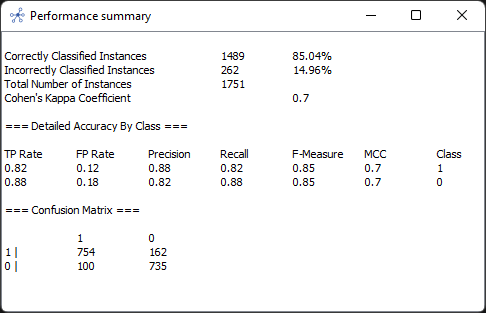 Performance summary
Correctly Classified Instances 1489 85.04%
Incorrectly Classified Instances 262 14.96%
Total Number of Instances 1751
Cohen's Kappa Coefficient 0.7
=== Detailed Accuracy By Class ===
TP Rate FP Rate Precision Recall F-Measure MCC Class
0.82 0.12 0.88 0.82 0.85 0.7 1
0.88 0.18 0.82 0.88 0.85 0.7 0
=== Confusion Matrix ===
1 0
1 | 754 162
0 | 100 735